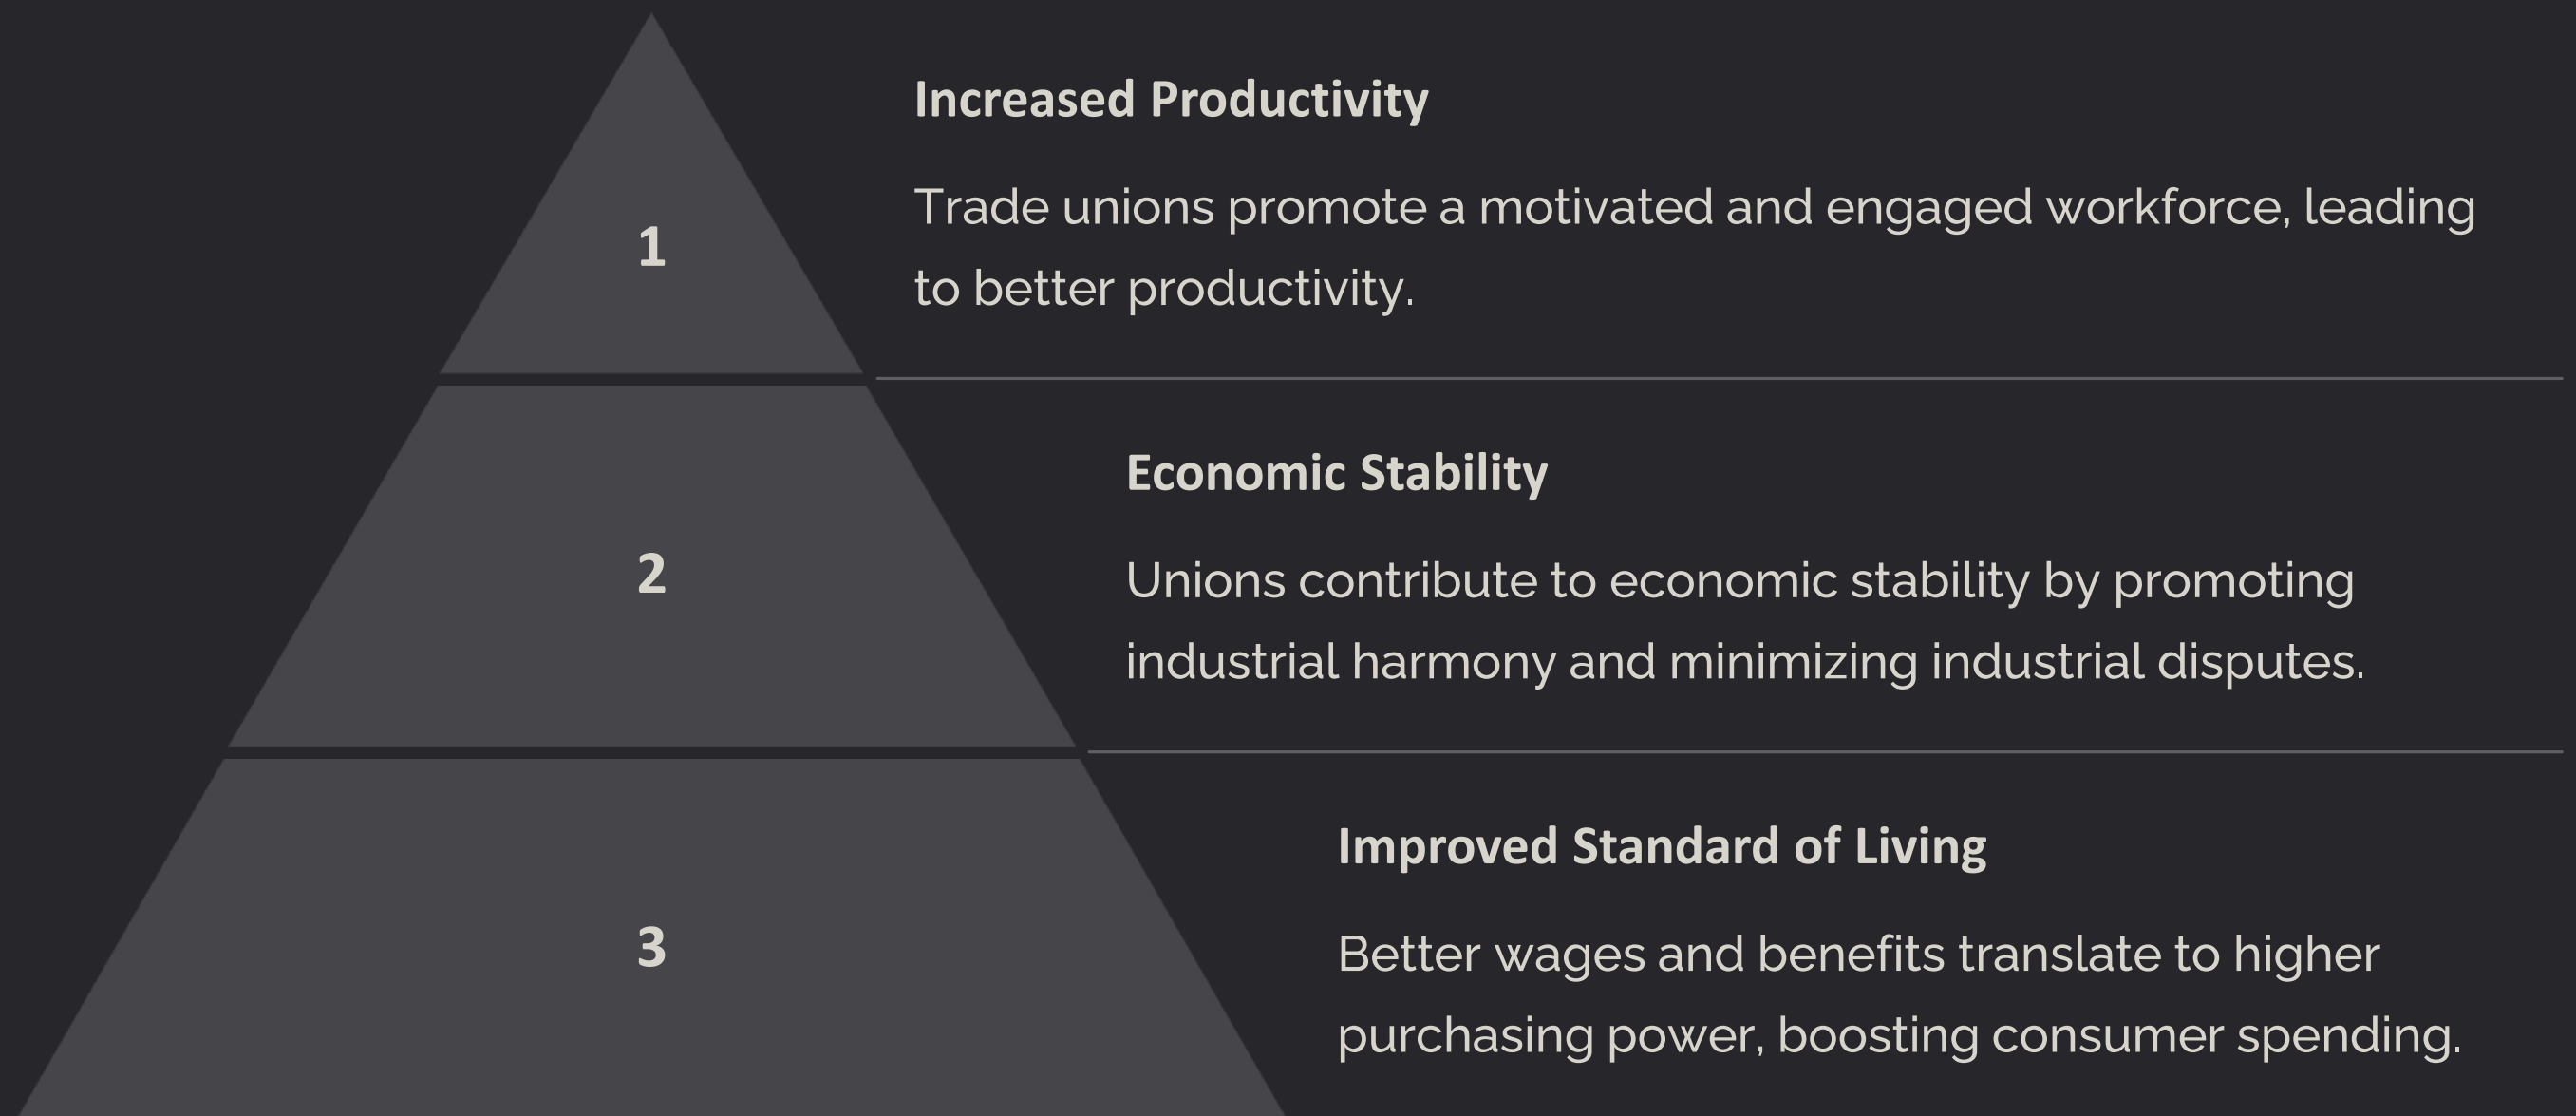 1
Increased Productivity
Trade unions promote a motivated and engaged workforce, leading
to better productivity.
2
Economic Stability
Unions contribute to economic stability by promoting
industrial harmony and minimizing industrial disputes.
3
Improved Standard of Living
Better wages and benefits translate to higher
purchasing power, boosting consumer spending.